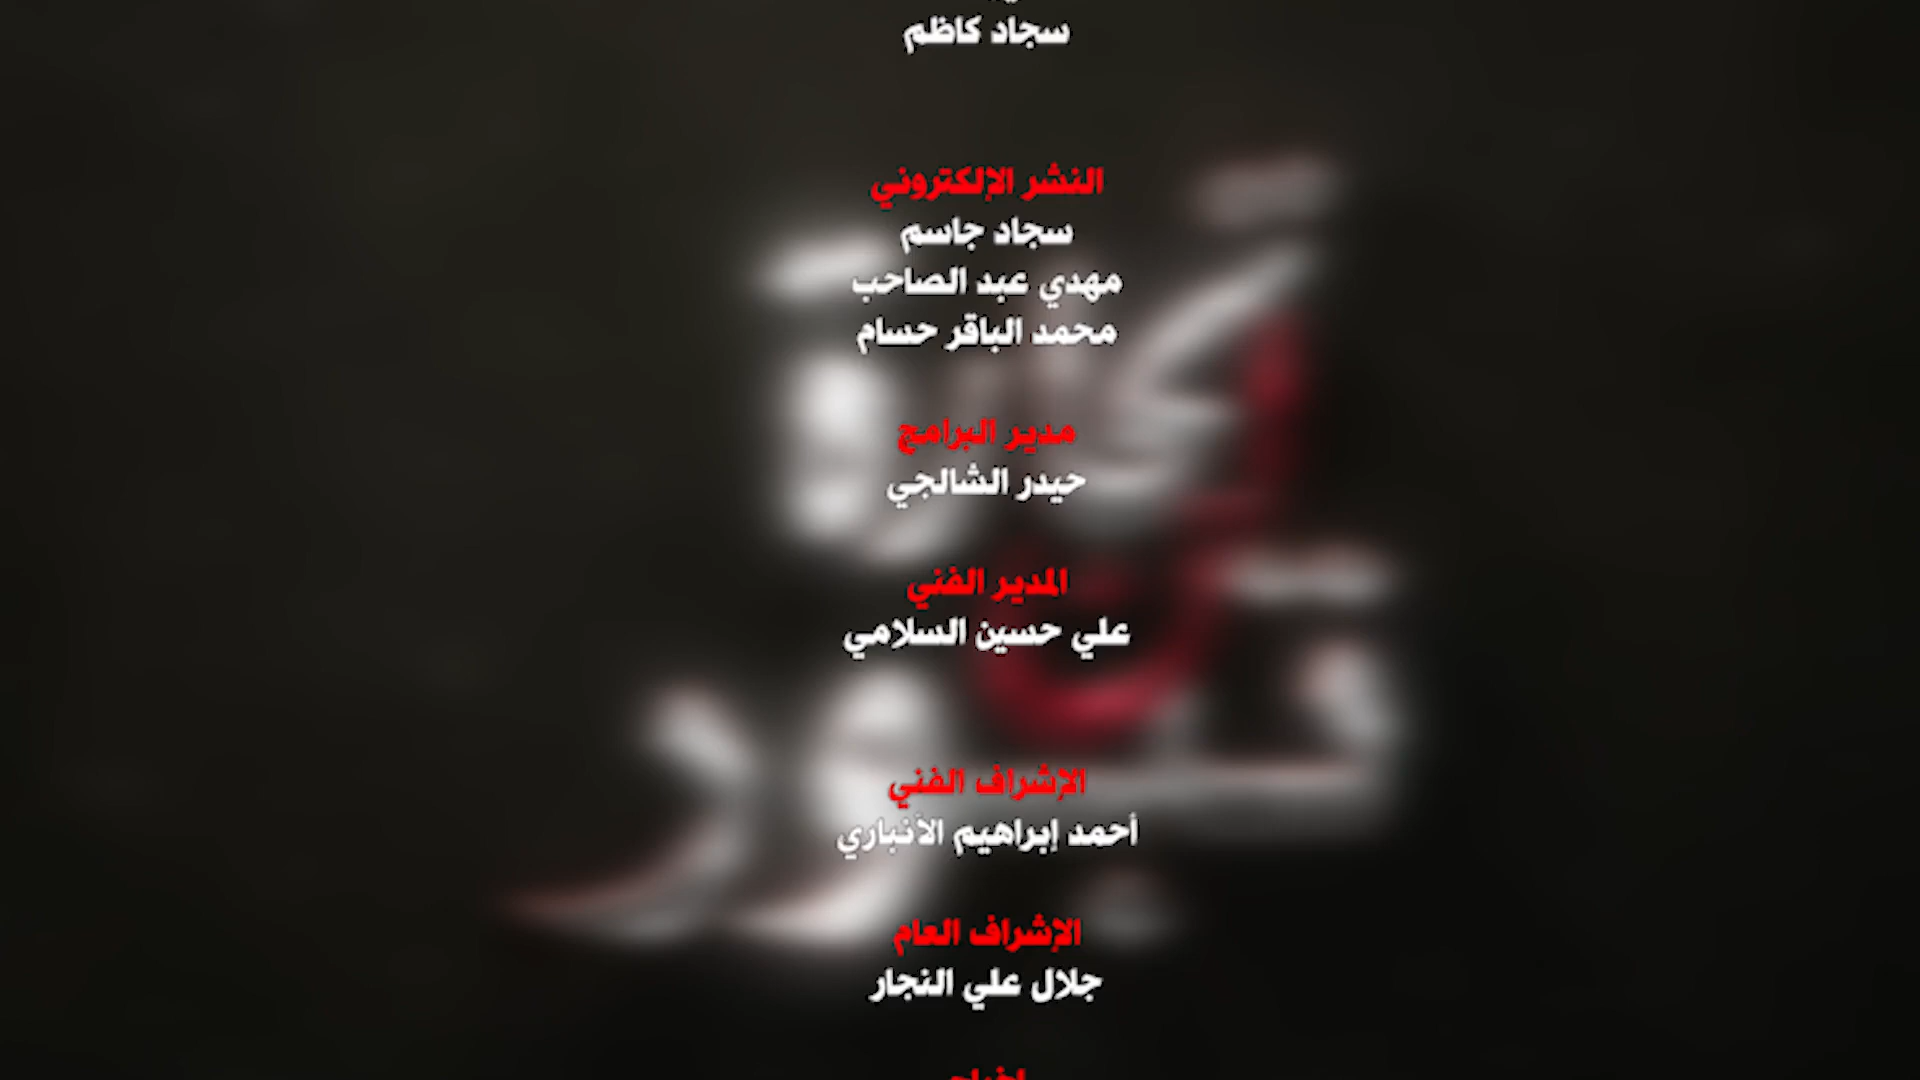 سجاد كاظم
النشر الإلكتروني
سجاد جاسم
مهدي عبد الصاحب
محمد الباقر حسام
مدير البرامج
حيدر الشالجي
المدير الفني
علي حسين السلامي
الإشراف الفني
أحمد إبراهيم الأنباري
الإشراف العام
جلال علي النجار